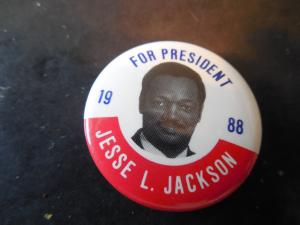 FOR PRESIDENT
19 88
JESSE L. JACKSON